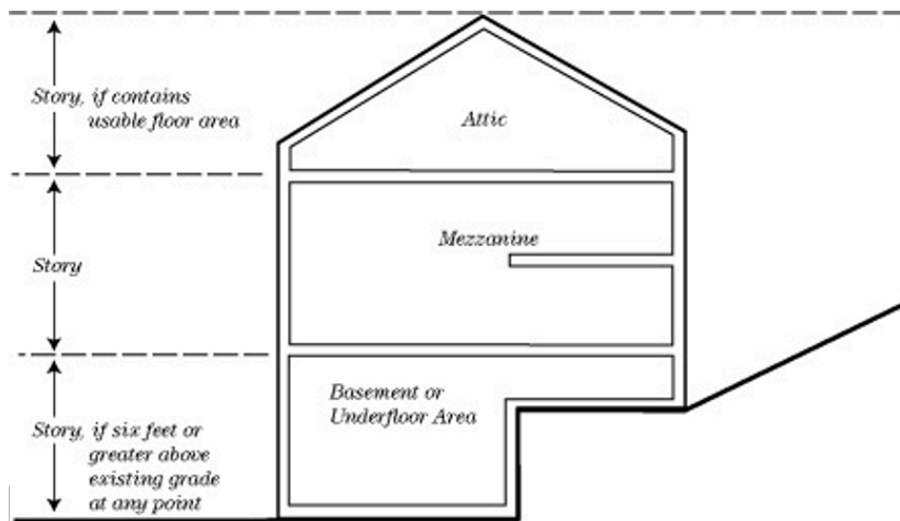 Story, if contains
usable floor area
Attic
Mezzanine
Story
Basement or
Underfloor Area
Story, if six feet or
greater above
existing grade
at any point